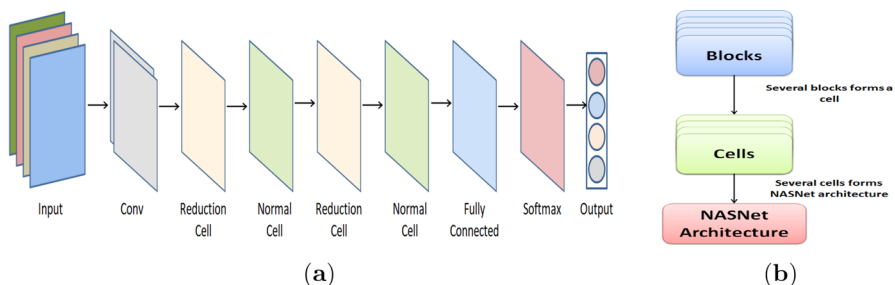 Input
Conv
Reduction
Cell
Normal
Cell
Reduction
Cell
Normal
Cell
Fully
Connected
Softmax
Output
(a)
Blocks
Several blocks forms a
cell
Cells
Several cells forms
NASNet architecture
NASNet
Architecture
(b)